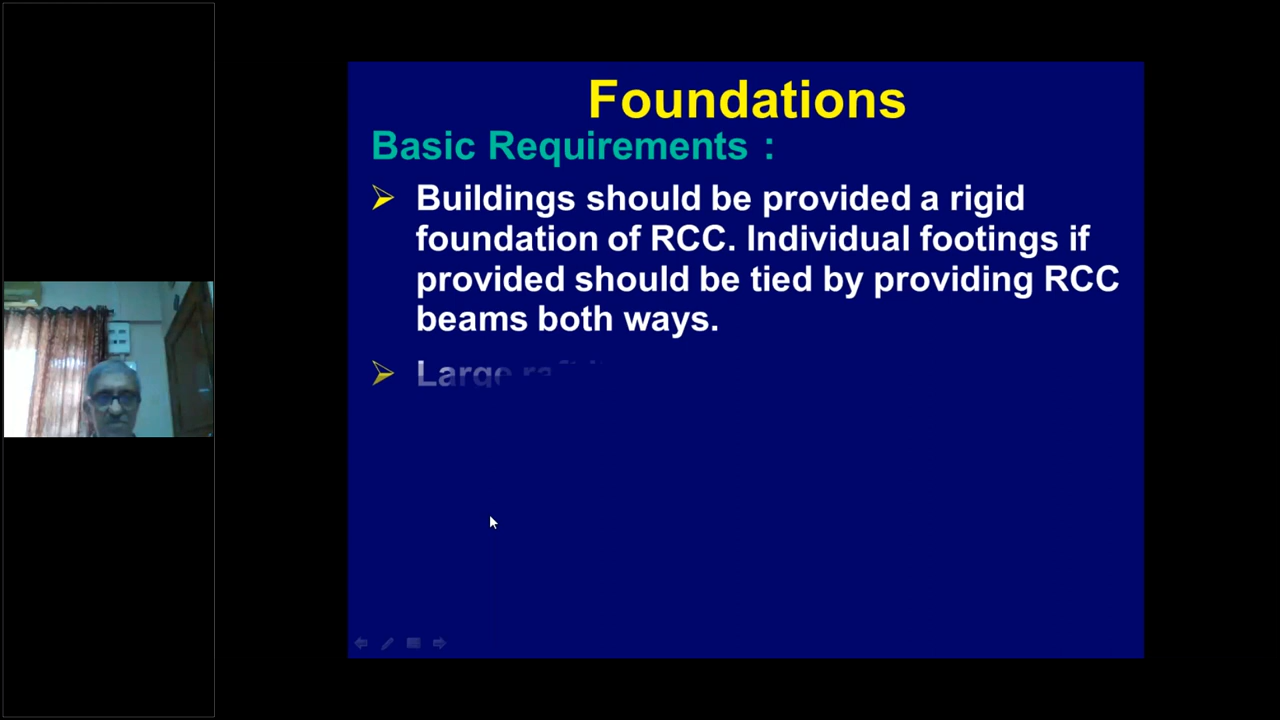 Foundations
Basic Requirements :
Buildings should be provided a rigid
foundation of RCC. Individual footings if
provided should be tied by providing RCC
beams both ways.
Large raft